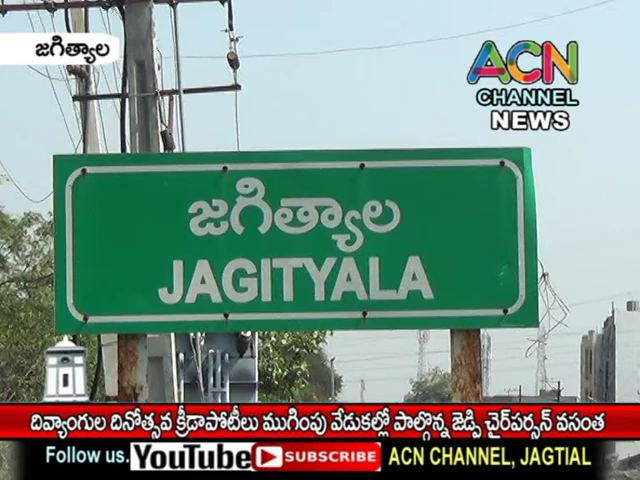 జగిత్యాల
ACN
CHANNEL
NEWS
జగిత్యాల
JAGITYALA
దివ్యాంగుల దినోత్సవ క్రీడాపోటీలు ముగింపు వేడుకల్లో పాల్గొన్న జెడ్పి చైర్‌పర్సన్ వసంత
Follow us. YouTube SUBSCRIBE ACN CHANNEL, JAGTIAL